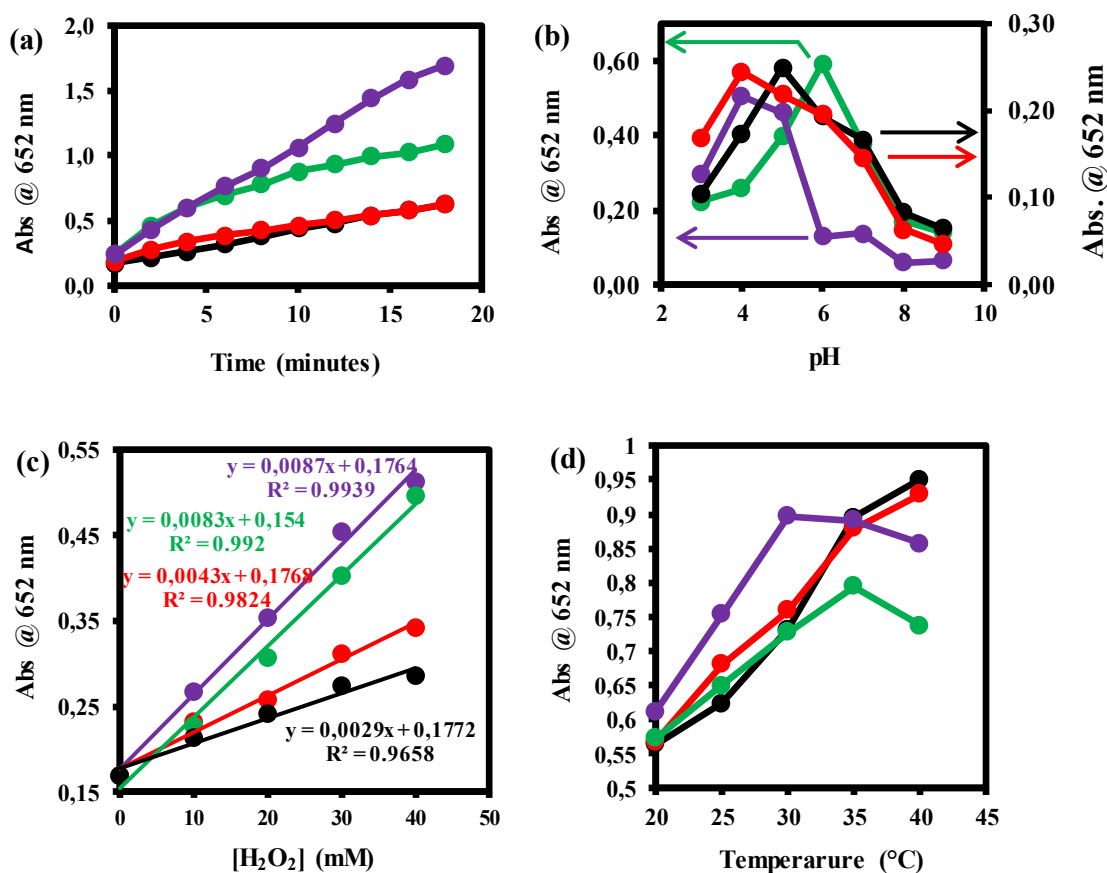 (a)
Abs @ 652 nm
2,0
1,5
1,0
0,5
0,0
0 5 10 15 20
Time (minutes)
(b)
Abs @ 652 nm
0,60
0,40
0,20
0,00
0,30
0,20
0,10
0,00
Abs. @ 652 nm
2 4 6 8 10
pH
(c)
Abs @ 652 nm
0,55
0,45
0,35
0,25
0,15
y = 0,0087x + 0,1764
R² = 0.9939
y = 0,0083x + 0,154
R² = 0.992
y = 0,0043x + 0,1768
R² = 0.9824
y = 0,0029x + 0,1772
R² = 0.9658
0 10 20 30 40 50
[H₂O₂] (mM)
(d)
Abs @ 652 nm
1
0,95
0,9
0,85
0,8
0,75
0,7
0,65
0,6
0,55
0,5
20 25 30 35 40 45
Temperarure (°C)